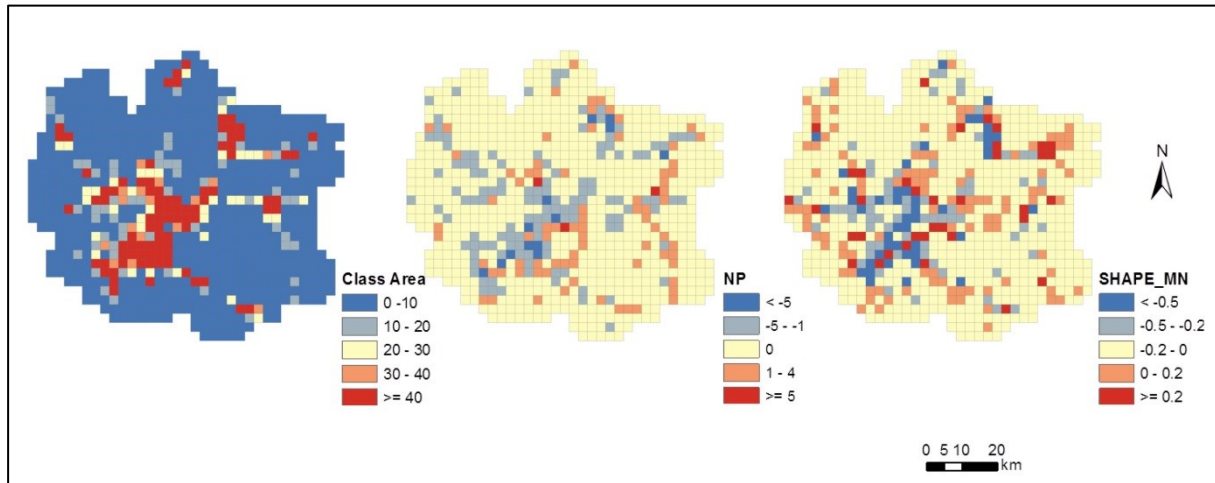 N
Class Area
0 -10
10 - 20
20 - 30
30 - 40
>= 40
NP
< -5
-5 - -1
0
1 - 4
>= 5
SHAPE_MN
< -0.5
-0.5 - -0.2
-0.2 - 0
0 - 0.2
>= 0.2
0 5 10 20
km